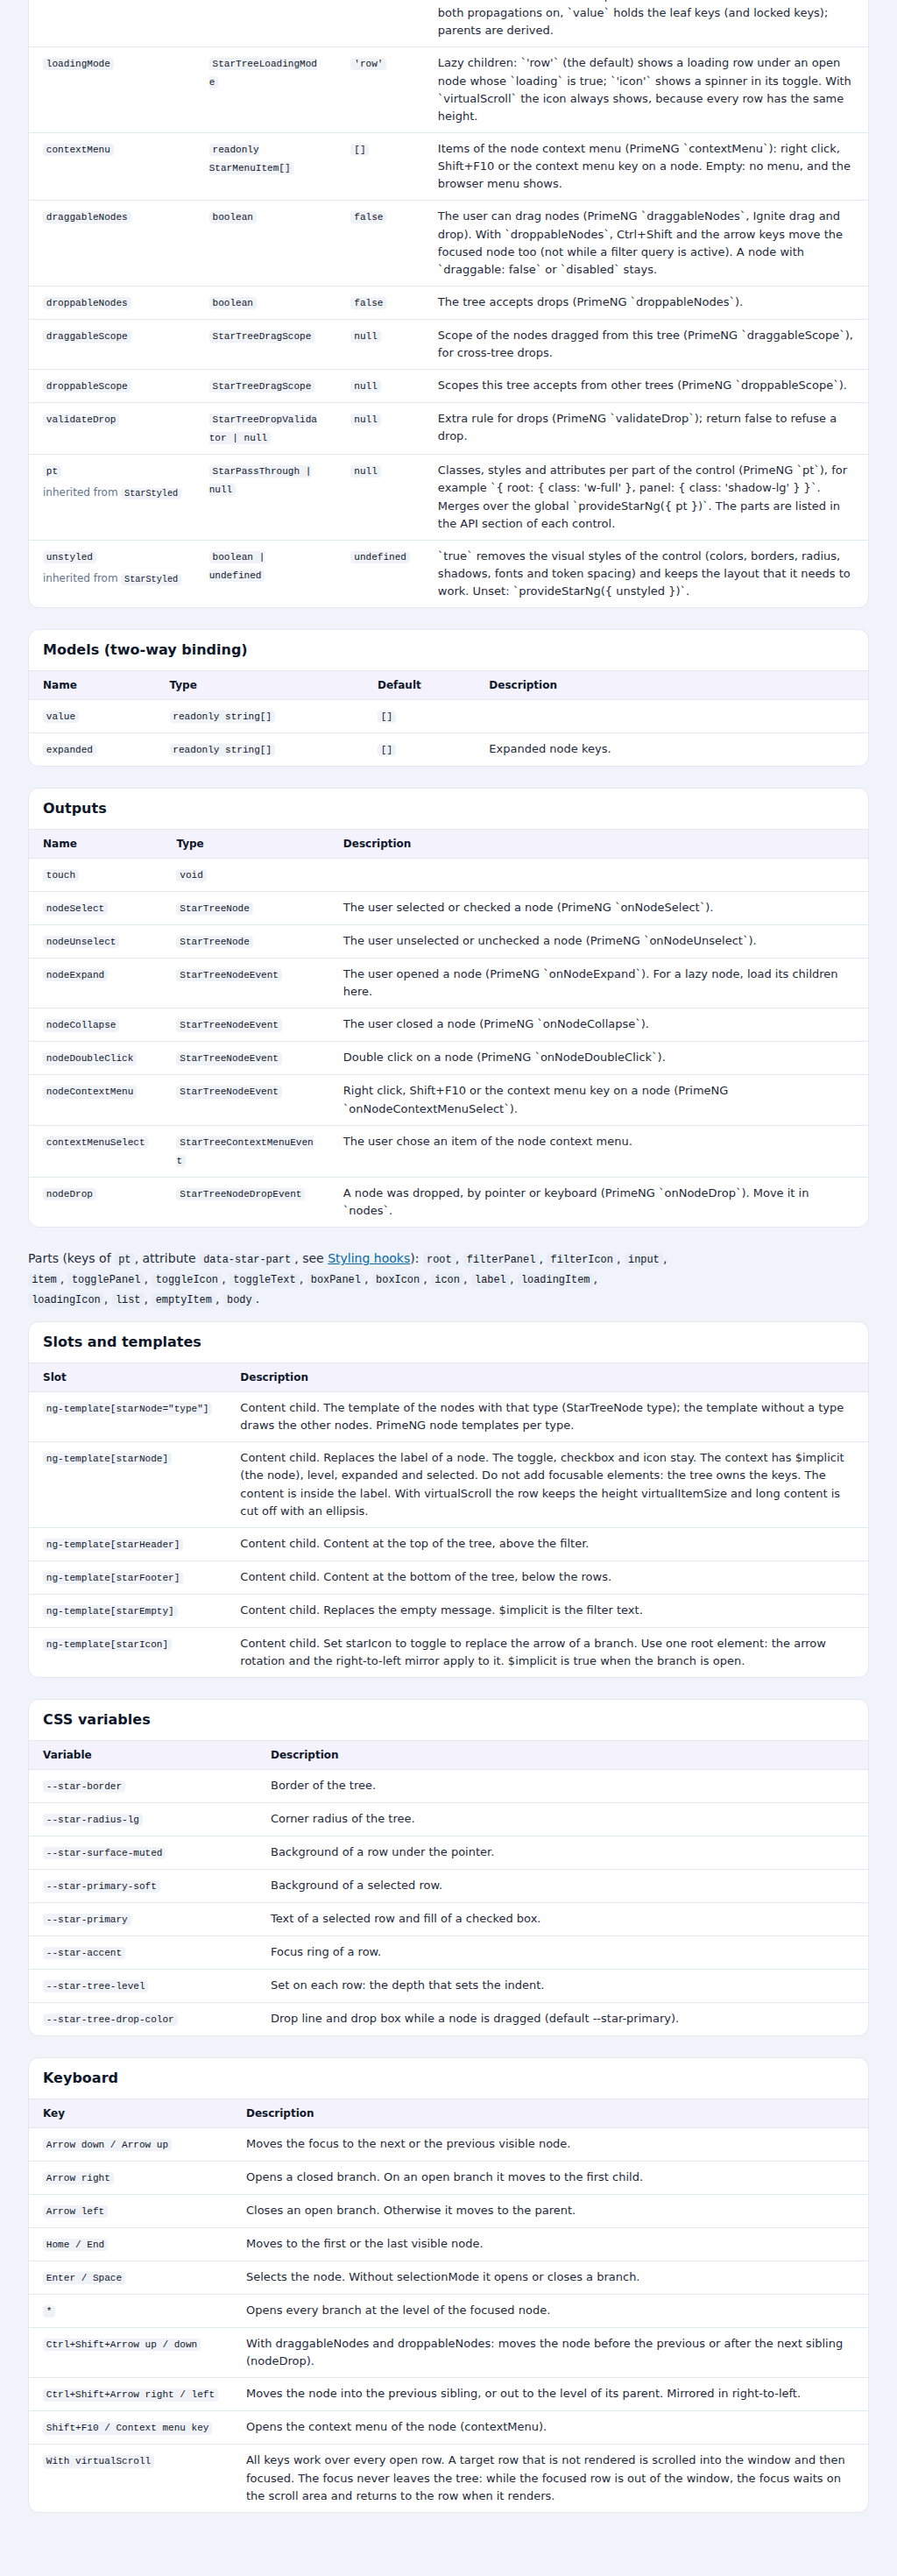 both propagations on, `value` holds the leaf keys (and locked keys);
parents are derived.
loadingMode
StarTreeLoadingMod
e
'row'
Lazy children: `'row'` (the default) shows a loading row under an open
node whose `loading` is true; `'icon'` shows a spinner in its toggle. With
`virtualScroll` the icon always shows, because every row has the same
height.
contextMenu
readonly
StarMenuItem[]
[]
Items of the node context menu (PrimeNG `contextMenu`): right click,
Shift+F10 or the context menu key on a node. Empty: no menu, and the
browser menu shows.
draggableNodes
boolean
false
The user can drag nodes (PrimeNG `draggableNodes`, Ignite drag and
drop). With `droppableNodes`, Ctrl+Shift and the arrow keys move the
focused node too (not while a filter query is active). A node with
`draggable: false` or `disabled` stays.
droppableNodes
boolean
false
The tree accepts drops (PrimeNG `droppableNodes`).
draggableScope
StarTreeDragScope
null
Scope of the nodes dragged from this tree (PrimeNG `draggableScope`),
for cross-tree drops.
droppableScope
StarTreeDragScope
null
Scopes this tree accepts from other trees (PrimeNG `droppableScope`).
validateDrop
StarTreeDropValida
tor | null
null
Extra rule for drops (PrimeNG `validateDrop`); return false to refuse a
drop.
pt
inherited from StarStyled
StarPassThrough |
null
null
Classes, styles and attributes per part of the control (PrimeNG `pt`), for
example `{ root: { class: 'w-full' }, panel: { class: 'shadow-lg' } }`.
Merges over the global `provideStarNg({ pt })`. The parts are listed in
the API section of each control.
unstyled
inherited from StarStyled
boolean |
undefined
undefined
`true` removes the visual styles of the control (colors, borders, radius,
shadows, fonts and token spacing) and keeps the layout that it needs to
work. Unset: `provideStarNg({ unstyled })`.
Models (two-way binding)
Name Type Default Description
value readonly string[] []
expanded readonly string[] [] Expanded node keys.
Outputs
Name Type Description
touch void
nodeSelect StarTreeNode The user selected or checked a node (PrimeNG `onNodeSelect`).
nodeUnselect StarTreeNode The user unselected or unchecked a node (PrimeNG `onNodeUnselect`).
nodeExpand StarTreeNodeEvent The user opened a node (PrimeNG `onNodeExpand`). For a lazy node, load its children
here.
nodeCollapse StarTreeNodeEvent The user closed a node (PrimeNG `onNodeCollapse`).
nodeDoubleClick StarTreeNodeEvent Double click on a node (PrimeNG `onNodeDoubleClick`).
nodeContextMenu StarTreeNodeEvent Right click, Shift+F10 or the context menu key on a node (PrimeNG
`onNodeContextMenuSelect`).
contextMenuSelect
StarTreeContextMenuEven
t
The user chose an item of the node context menu.
nodeDrop StarTreeNodeDropEvent A node was dropped, by pointer or keyboard (PrimeNG `onNodeDrop`). Move it in
`nodes`.
Parts (keys of pt, attribute data-star-part, see Styling hooks): root, filterPanel, filterIcon, input,
item, togglePanel, toggleIcon, toggleText, boxPanel, boxIcon, icon, label, loadingItem,
loadingIcon, list, emptyItem, body.
Slots and templates
Slot Description
ng-template[starNode="type"] Content child. The template of the nodes with that type (StarTreeNode type); the template without a type
draws the other nodes. PrimeNG node templates per type.
ng-template[starNode] Content child. Replaces the label of a node. The toggle, checkbox and icon stay. The context has $implicit
(the node), level, expanded and selected. Do not add focusable elements: the tree owns the keys. The
content is inside the label. With virtualScroll the row keeps the height virtualItemSize and long content is
cut off with an ellipsis.
ng-template[starHeader] Content child. Content at the top of the tree, above the filter.
ng-template[starFooter] Content child. Content at the bottom of the tree, below the rows.
ng-template[starEmpty] Content child. Replaces the empty message. $implicit is the filter text.
ng-template[starIcon] Content child. Set starIcon to toggle to replace the arrow of a branch. Use one root element: the arrow
rotation and the right-to-left mirror apply to it. $implicit is true when the branch is open.
CSS variables
Variable Description
--star-border Border of the tree.
--star-radius-lg Corner radius of the tree.
--star-surface-muted Background of a row under the pointer.
--star-primary-soft Background of a selected row.
--star-primary Text of a selected row and fill of a checked box.
--star-accent Focus ring of a row.
--star-tree-level Set on each row: the depth that sets the indent.
--star-tree-drop-color Drop line and drop box while a node is dragged (default --star-primary).
Keyboard
Key Description
Arrow down / Arrow up Moves the focus to the next or the previous visible node.
Arrow right Opens a closed branch. On an open branch it moves to the first child.
Arrow left Closes an open branch. Otherwise it moves to the parent.
Home / End Moves to the first or the last visible node.
Enter / Space Selects the node. Without selectionMode it opens or closes a branch.
* Opens every branch at the level of the focused node.
Ctrl+Shift+Arrow up / down With draggableNodes and droppableNodes: moves the node before the previous or after the next sibling
(nodeDrop).
Ctrl+Shift+Arrow right / left Moves the node into the previous sibling, or out to the level of its parent. Mirrored in right-to-left.
Shift+F10 / Context menu key Opens the context menu of the node (contextMenu).
With virtualScroll All keys work over every open row. A target row that is not rendered is scrolled into the window and then
focused. The focus never leaves the tree: while the focused row is out of the window, the focus waits on
the scroll area and returns to the row when it renders.